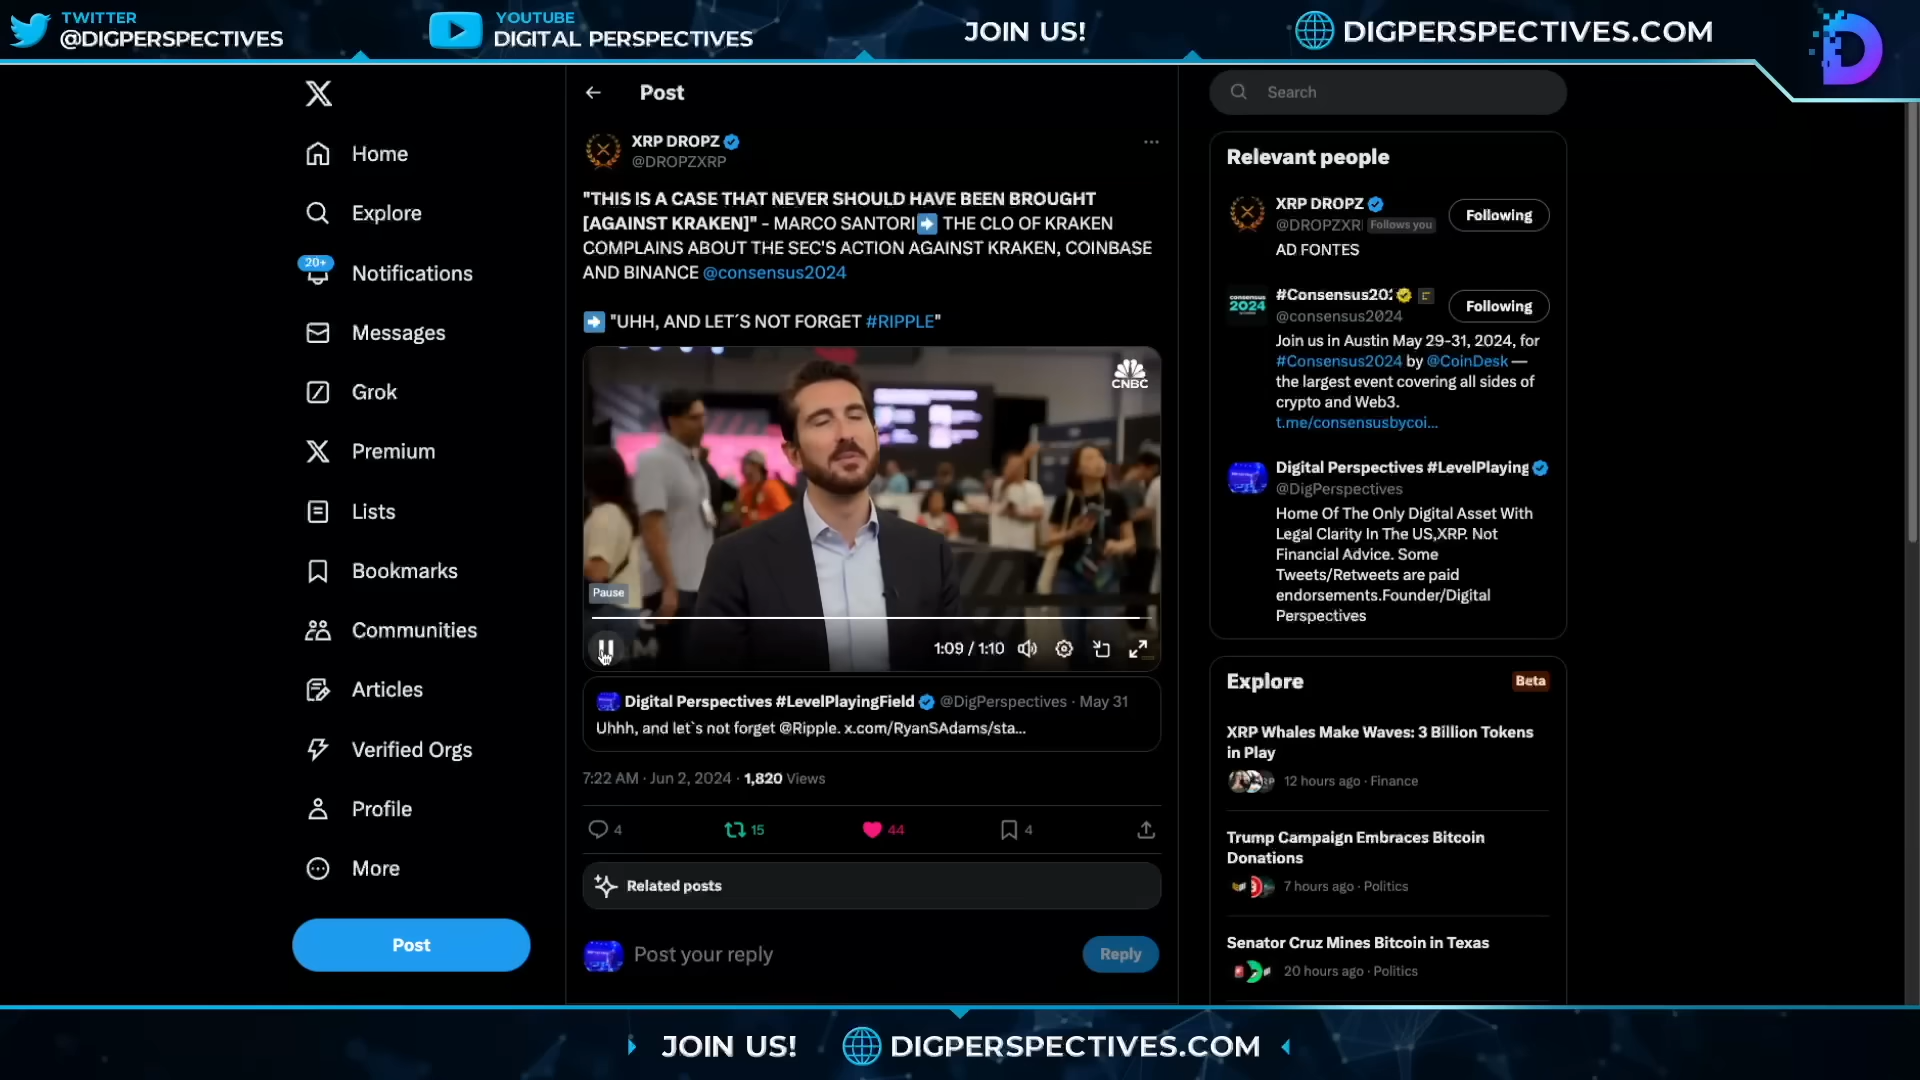 TWITTER
@DIGPERSPECTIVES
YOUTUBE
DIGITAL PERSPECTIVES
JOIN US!
DIGPERSPECTIVES.COM
Home
Explore
20+
Notifications
Messages
Grok
Premium
Lists
Bookmarks
Communities
Articles
Verified Orgs
Profile
More
Post
Post
XRP DROPZ
@DROPZXRP
"THIS IS A CASE THAT NEVER SHOULD HAVE BEEN BROUGHT
[AGAINST KRAKEN]" - MARCO SANTORI➡ THE CLO OF KRAKEN
COMPLAINS ABOUT THE SEC'S ACTION AGAINST KRAKEN, COINBASE
AND BINANCE @consensus2024
➡ "UHH, AND LET´S NOT FORGET #RIPPLE"
CNBC
Pause
1:09 / 1:10
Digital Perspectives #LevelPlayingField @DigPerspectives · May 31
Uhhh, and let`s not forget @Ripple. x.com/RyanSAdams/sta...
7:22 AM · Jun 2, 2024 · 1,820 Views
4
15
44
4
Related posts
Post your reply
Reply
Search
Relevant people
XRP DROPZ
Following
@DROPZXR
Follows you
AD FONTES
#Consensus202
Following
@consensus2024
Join us in Austin May 29-31, 2024, for
#Consensus2024 by @CoinDesk —
the largest event covering all sides of
crypto and Web3.
t.me/consensusbycoi...
Digital Perspectives #LevelPlaying
@DigPerspectives
Home Of The Only Digital Asset With
Legal Clarity In The US,XRP. Not
Financial Advice. Some
Tweets/Retweets are paid
endorsements.Founder/Digital
Perspectives
Explore
Beta
XRP Whales Make Waves: 3 Billion Tokens
in Play
12 hours ago · Finance
Trump Campaign Embraces Bitcoin
Donations
7 hours ago · Politics
Senator Cruz Mines Bitcoin in Texas
20 hours ago · Politics
JOIN US!
DIGPERSPECTIVES.COM